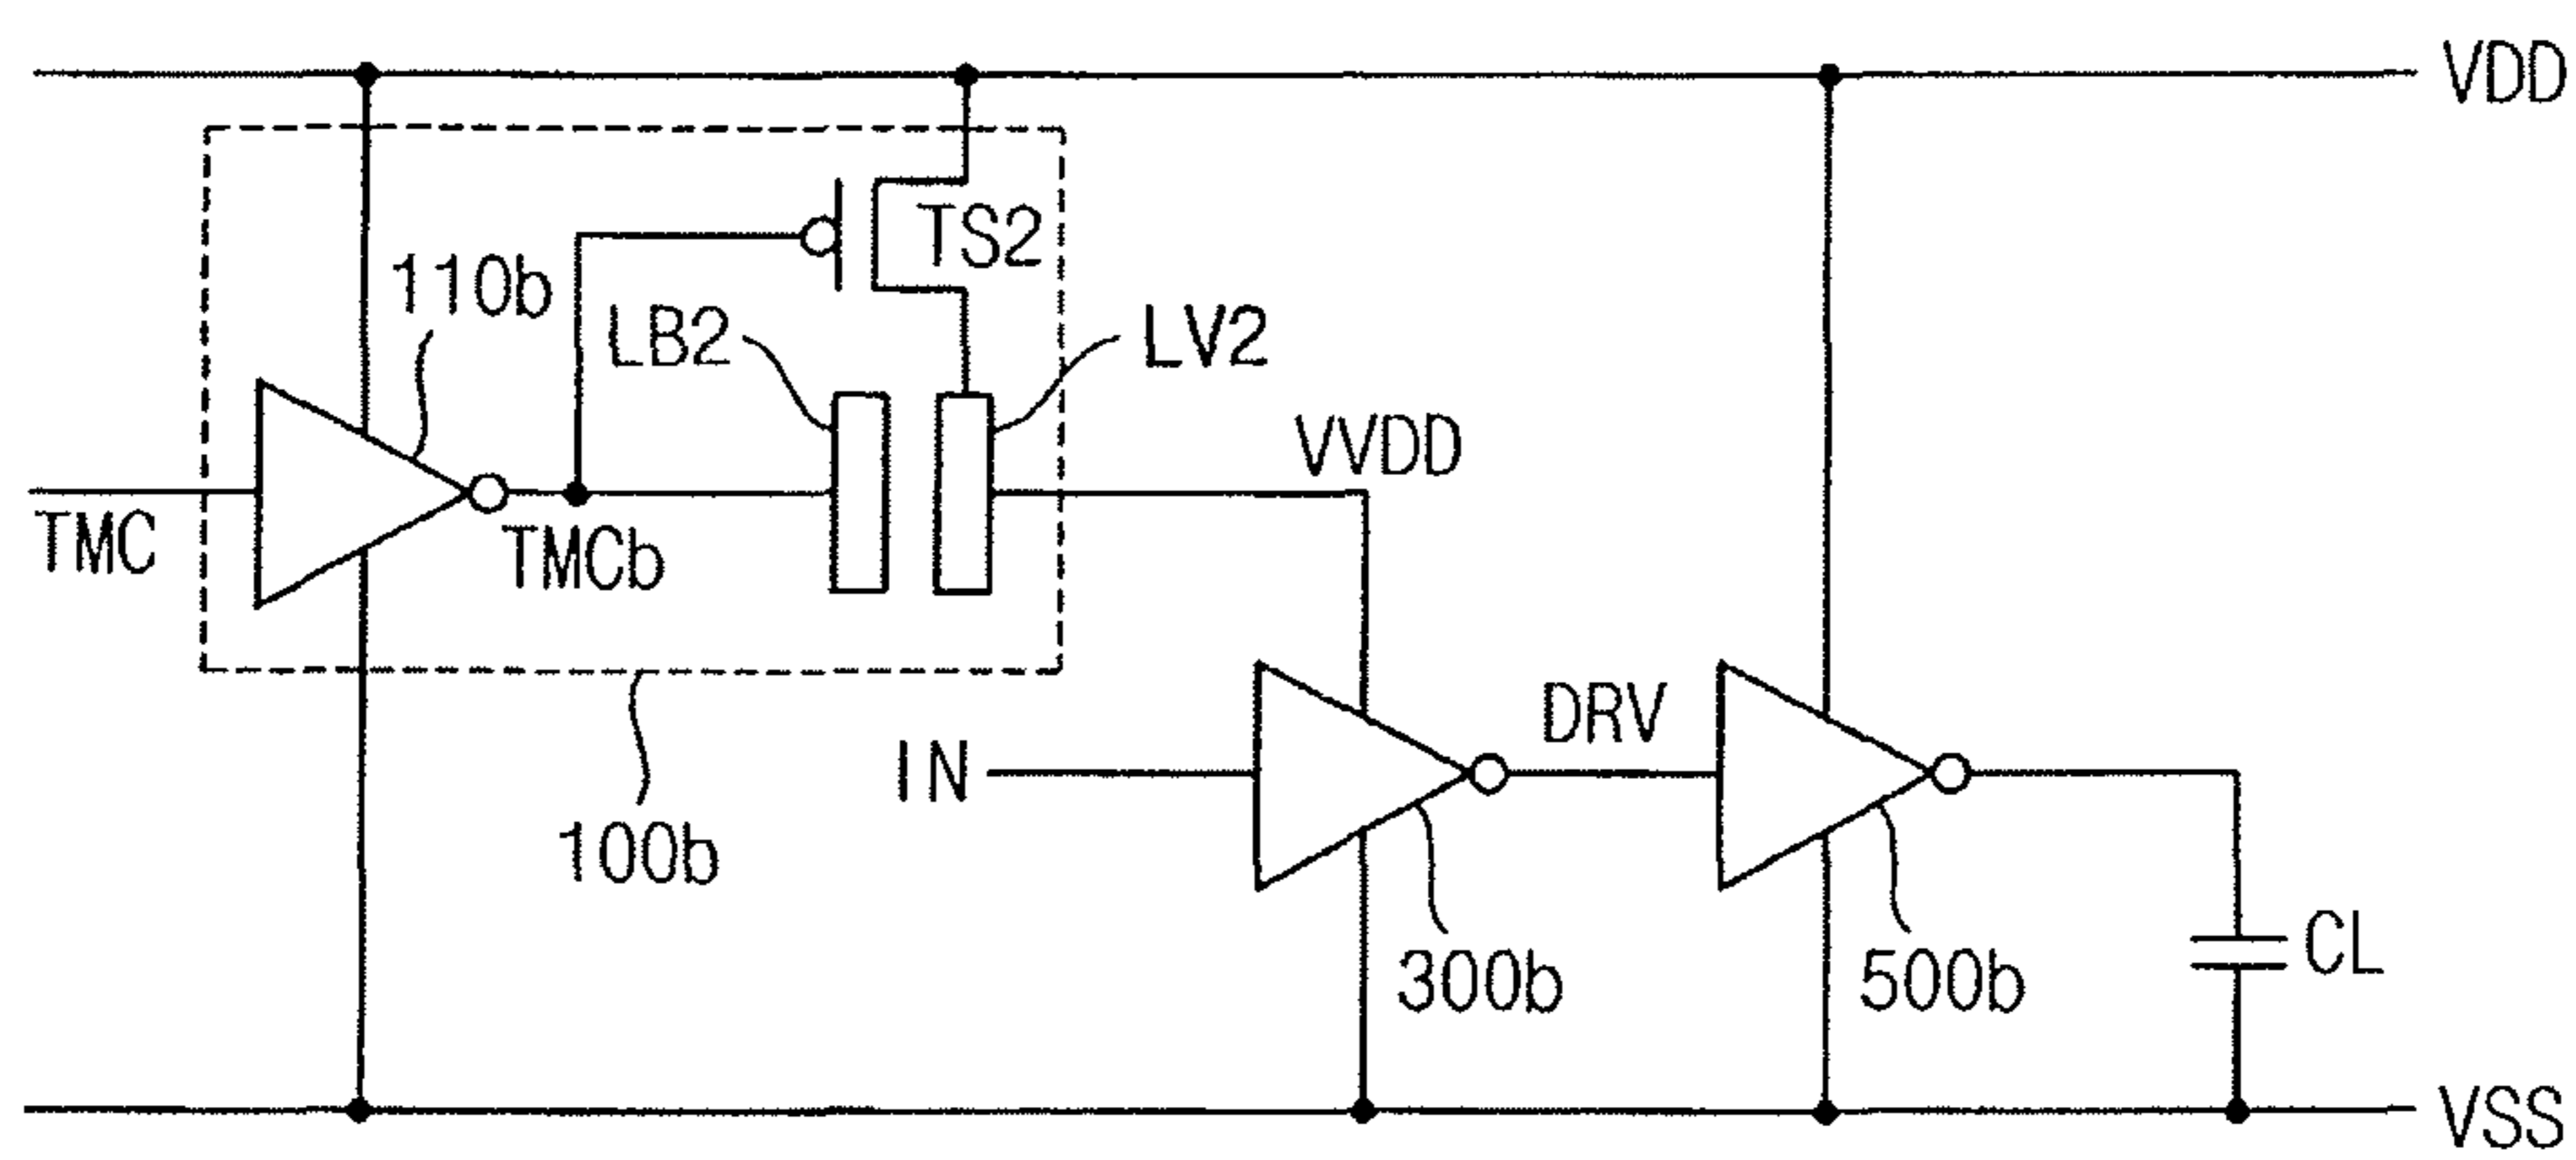 VDD
TS2
110b
LB2
LV2
VVDD
TMC
TMCb
DRV
IN
100b
300b
500b
CL
VSS